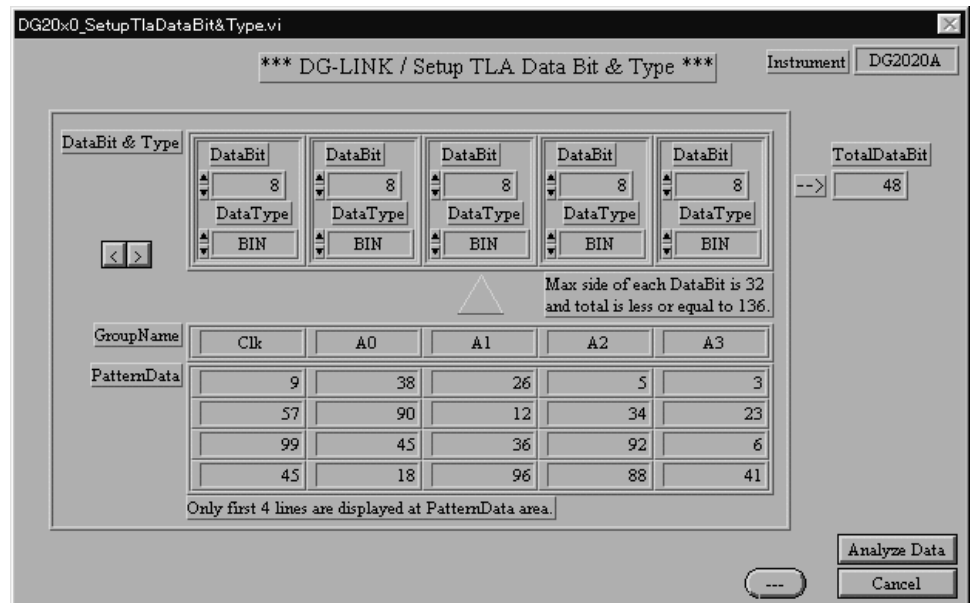 DG20x0_SetupTlaDataBit&Type.vi
*** DG-LINK / Setup TLA Data Bit & Type ***
Instrument DG2020A
DataBit & Type
DataBit DataBit DataBit DataBit DataBit
8 8 8 8 8
DataType DataType DataType DataType DataType
BIN BIN BIN BIN BIN
TotalDataBit
--> 48
< >
Max side of each DataBit is 32
and total is less or equal to 136.
GroupName Clk A0 A1 A2 A3
PatternData 9 38 26 5 3
57 90 12 34 23
99 45 36 92 6
45 18 96 88 41
Only first 4 lines are displayed at PatternData area.
Analyze Data
--- Cancel